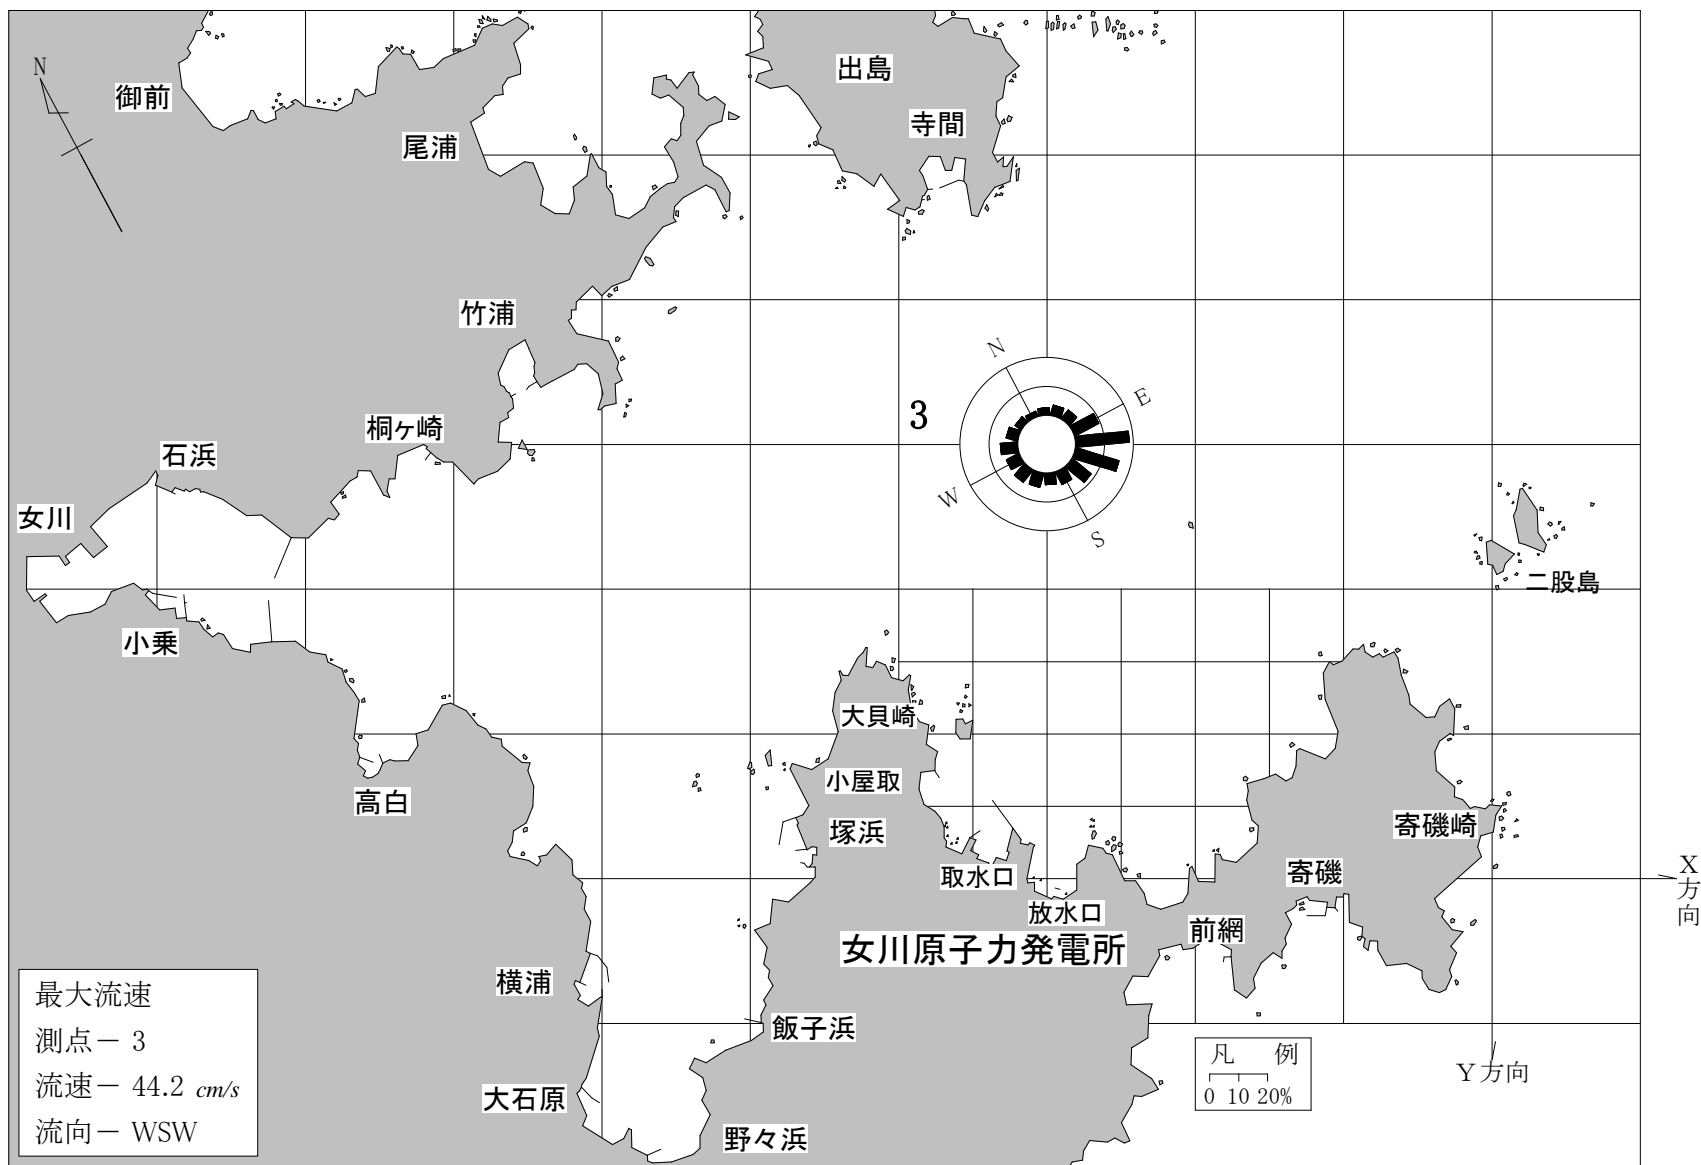 N
御前
尾浦
出島
寺間
竹浦
N
E
3
W
S
桐ヶ崎
石浜
女川
二股島
小乗
大貝崎
小屋取
高白
塚浜
寄磯崎
取水口
寄磯
X
方
向
放水口
前網
女川原子力発電所
横浦
飯子浜
最大流速
測点－ 3
流速－ 44.2 cm/s
流向－ WSW
凡 例
0 10 20%
Y方向
大石原
野々浜